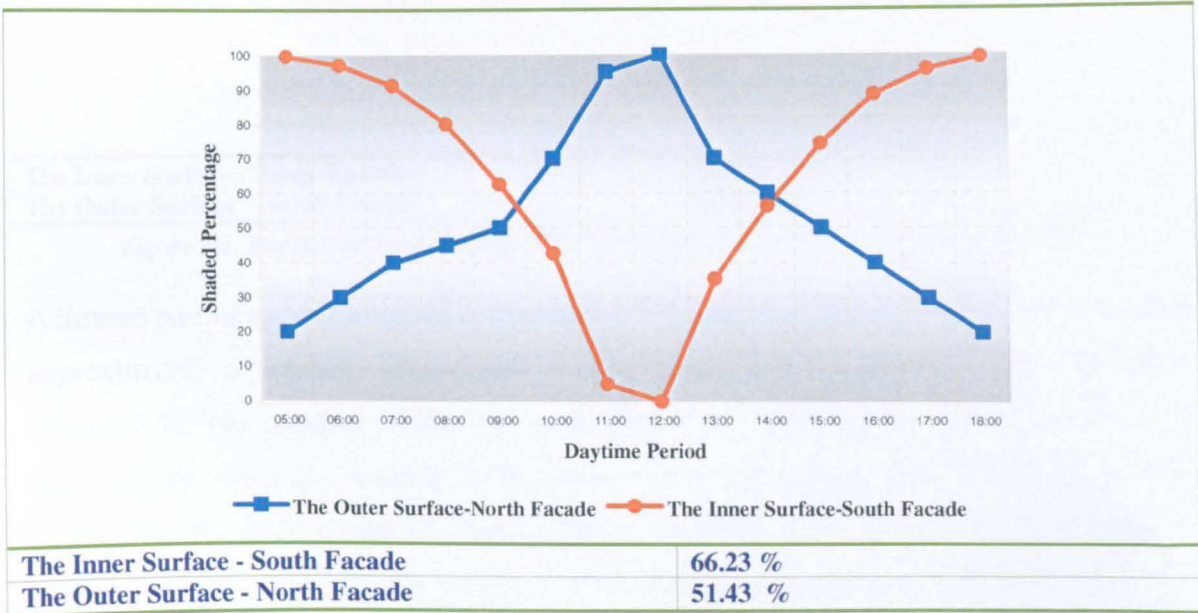 100
90
80
70
60
50
40
30
20
10
0
Shaded Percentage
05:00 06:00 07:00 08:00 09:00 10:00 11:00 12:00 13:00 14:00 15:00 16:00 17:00 18:00
Daytime Period
The Outer Surface-North Facade The Inner Surface-South Facade
The Inner Surface - South Facade 66.23 %
The Outer Surface - North Facade 51.43 %